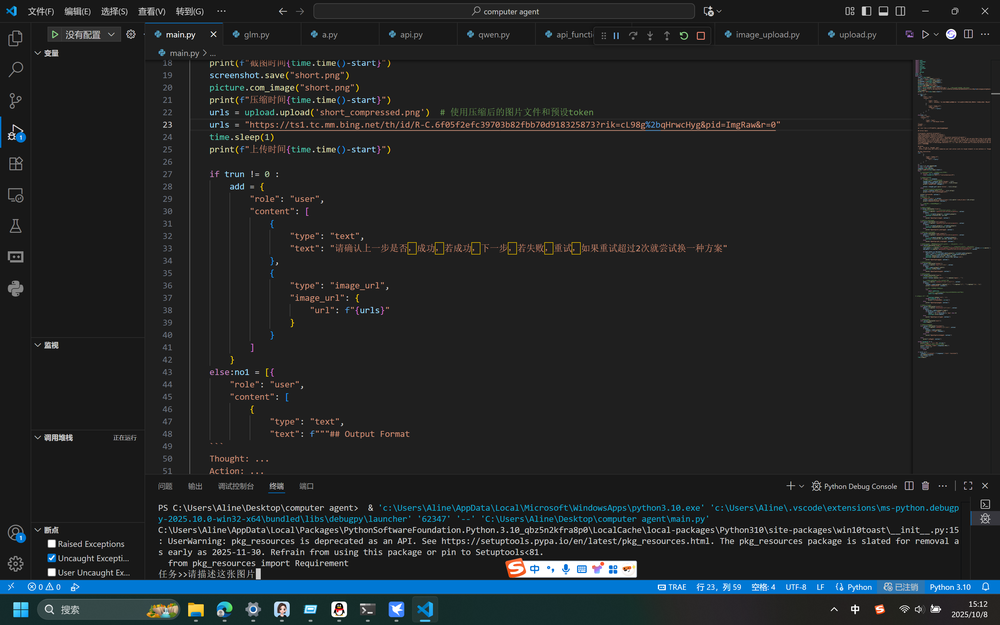 文件(F) 编辑(E) 选择(S) 查看(V) 转到(G) ··· computer agent
没有配置
main.py glm.py a.py api.py qwen.py api_functi image_upload.py upload.py
main.py > ...
变量
18 print(f"截图时间{time.time()-start}")
19 screenshot.save("short.png")
20 picture.com_image("short.png")
21 print(f"压缩时间{time.time()-start}")
22 urls = upload.upload('short_compressed.png')  # 使用压缩后的图片文件和预设token
23 urls = "https://ts1.tc.mm.bing.net/th/id/R-C.6f05f2efc39703b82fbb70d918325873?rik=cL98g%2bqHrwcHyg&pid=ImgRaw&r=0"
24 time.sleep(1)
25 print(f"上传时间{time.time()-start}")
26
27 if trun != 0 :
28 add = {
29 "role": "user",
30 "content": [
31 {
32 "type": "text",
33 "text": "请确认上一步是否，成功，若成功，下一步，若失败，重试，如果重试超过2次就尝试换一种方案"
34 },
35 {
36 "type": "image_url",
37 "image_url": {
38 "url": f"{urls}"
39 }
40 }
41 ]
42 }
43 else:no1 = [{
44 "role": "user",
45 "content": [
46 {
47 "type": "text",
48 "text": f"""## Output Format
49 ```
50 Thought: ...
51 Action: ...
监视
调用堆栈 正在运行
断点
Raised Exceptions
Uncaught Excepti...
User Uncaught Ex...
问题 输出 调试控制台 终端 端口
Python Debug Console
PS C:\Users\Aline\Desktop\computer agent>  & 'c:\Users\Aline\AppData\Local\Microsoft\WindowsApps\python3.10.exe' 'c:\Users\Aline\.vscode\extensions\ms-python.debugp
y-2025.10.0-win32-x64\bundled\libs\debugpy\launcher' '62347' '--' 'C:\Users\Aline\Desktop\computer agent\main.py'
C:\Users\Aline\AppData\Local\Packages\PythonSoftwareFoundation.Python.3.10_qbz5n2kfra8p0\LocalCache\local-packages\Python310\site-packages\win10toast\__init__.py:15
: UserWarning: pkg_resources is deprecated as an API. See https://setuptools.pypa.io/en/latest/pkg_resources.html. The pkg_resources package is slated for removal a
s early as 2025-11-30. Refrain from using this package or pin to Setuptools<81.
from pkg_resources import Requirement
任务>>请描述这张图片
中
0 0 TRAE 行 23, 列 59 空格: 4 UTF-8 LF Python 已注销 Python 3.10
搜索
中
15:12
2025/10/8